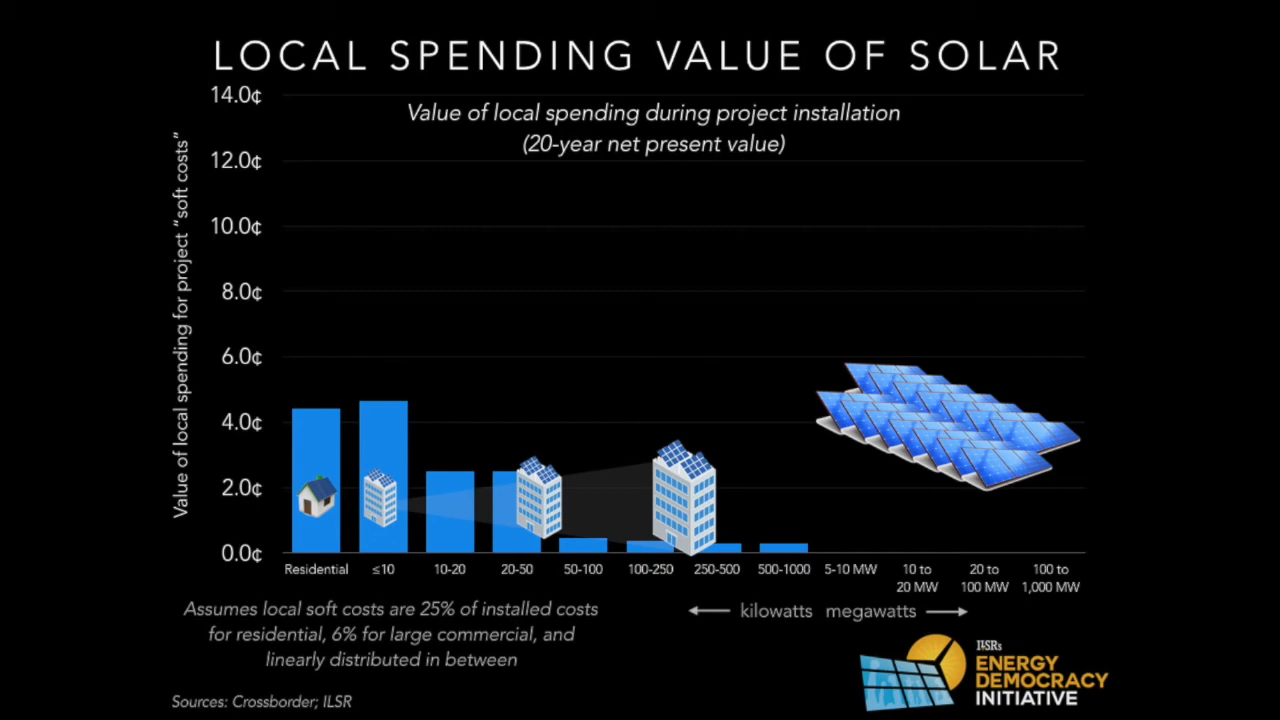 LOCAL SPENDING VALUE OF SOLAR
Value of local spending during project installation
(20-year net present value)
Value of local spending for project “soft costs”
14.0¢
12.0¢
10.0¢
8.0¢
6.0¢
4.0¢
2.0¢
0.0¢
Residential ≤10 10-20 20-50 50-100 100-250 250-500 500-1000 5-10 MW 10 to 20 to 100 to
20 MW 100 MW 1,000 MW
kilowatts megawatts
Assumes local soft costs are 25% of installed costs
for residential, 6% for large commercial, and
linearly distributed in between
Sources: Crossborder; ILSR
ILSR's
ENERGY
DEMOCRACY
INITIATIVE